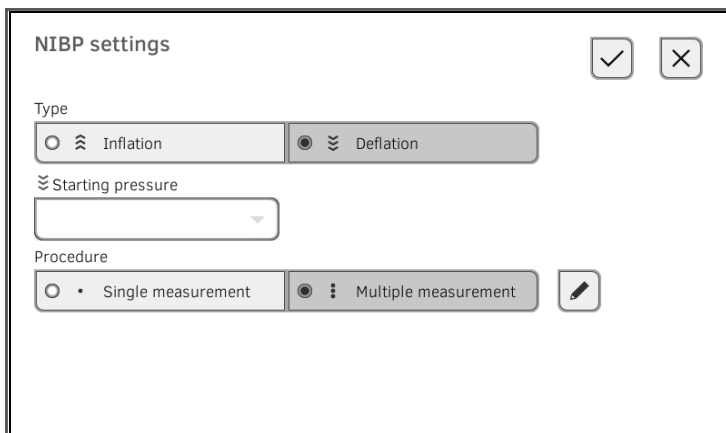 NIBP settings
Type
Inflation
Deflation
Starting pressure
Procedure
Single measurement
Multiple measurement